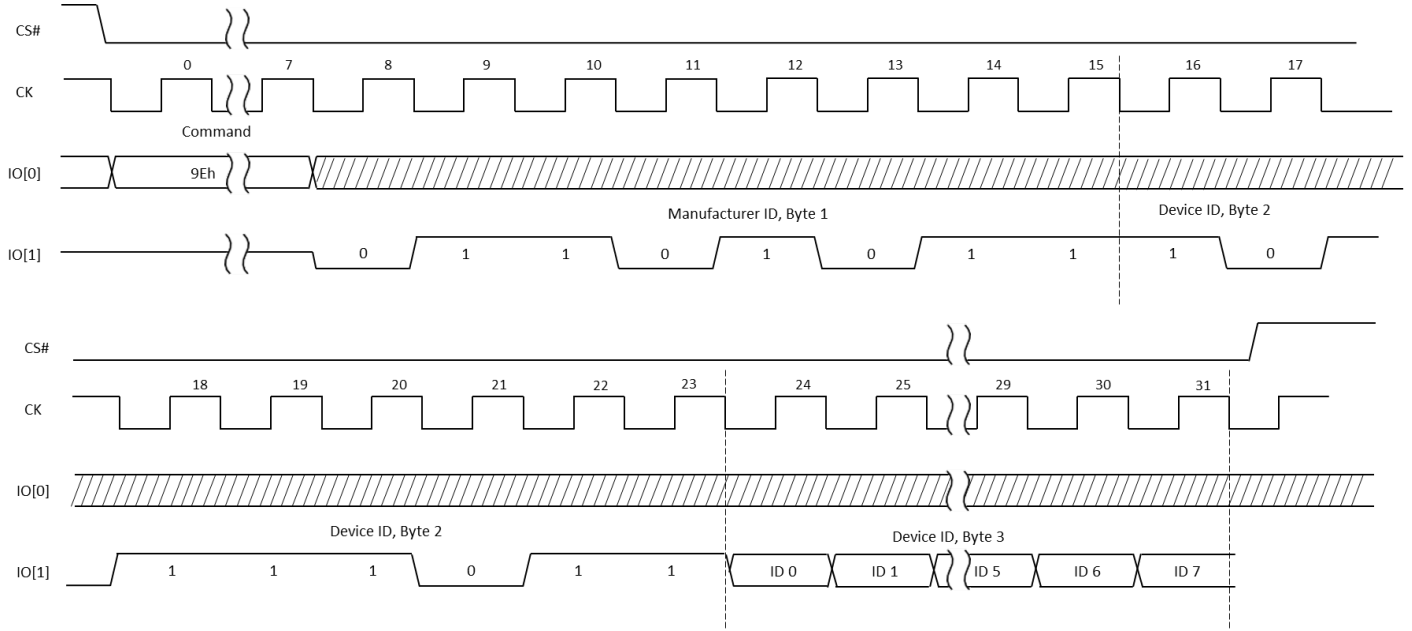 CS#
0 7 8 9 10 11 12 13 14 15 16 17
CK
Command
IO[0] 9Eh
Manufacturer ID, Byte 1 Device ID, Byte 2
IO[1] 0 1 1 0 1 0 1 1 1 0
CS#
18 19 20 21 22 23 24 25 29 30 31
CK
IO[0]
Device ID, Byte 2 Device ID, Byte 3
IO[1] 1 1 1 0 1 1 ID 0 ID 1 ID 5 ID 6 ID 7